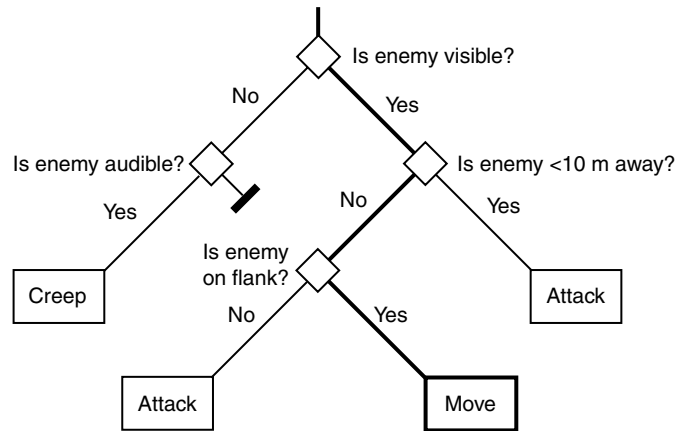 Is enemy visible?
No
Yes
Is enemy audible?
Is enemy <10 m away?
Yes
No
Yes
Is enemy
on flank?
Creep
Attack
No
Yes
Attack
Move